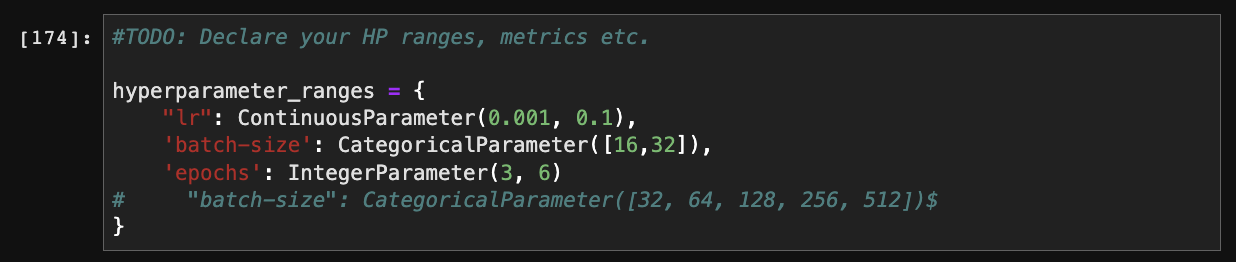 [174]: #TODO: Declare your HP ranges, metrics etc.
hyperparameter_ranges = {
    "lr": ContinuousParameter(0.001, 0.1),
    'batch-size': CategoricalParameter([16,32]),
    'epochs': IntegerParameter(3, 6)
#     "batch-size": CategoricalParameter([32, 64, 128, 256, 512])$
}